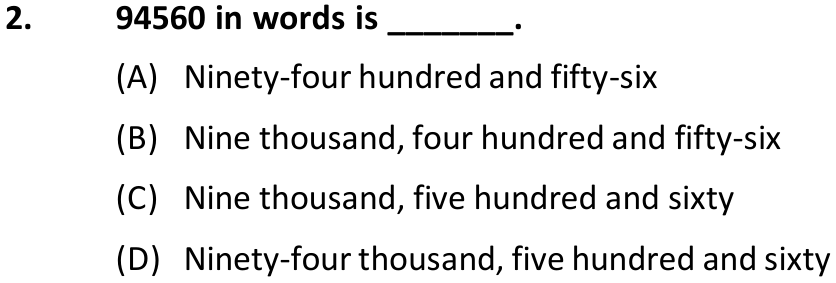 2. 94560 in words is _______.
(A) Ninety-four hundred and fifty-six
(B) Nine thousand, four hundred and fifty-six
(C) Nine thousand, five hundred and sixty
(D) Ninety-four thousand, five hundred and sixty